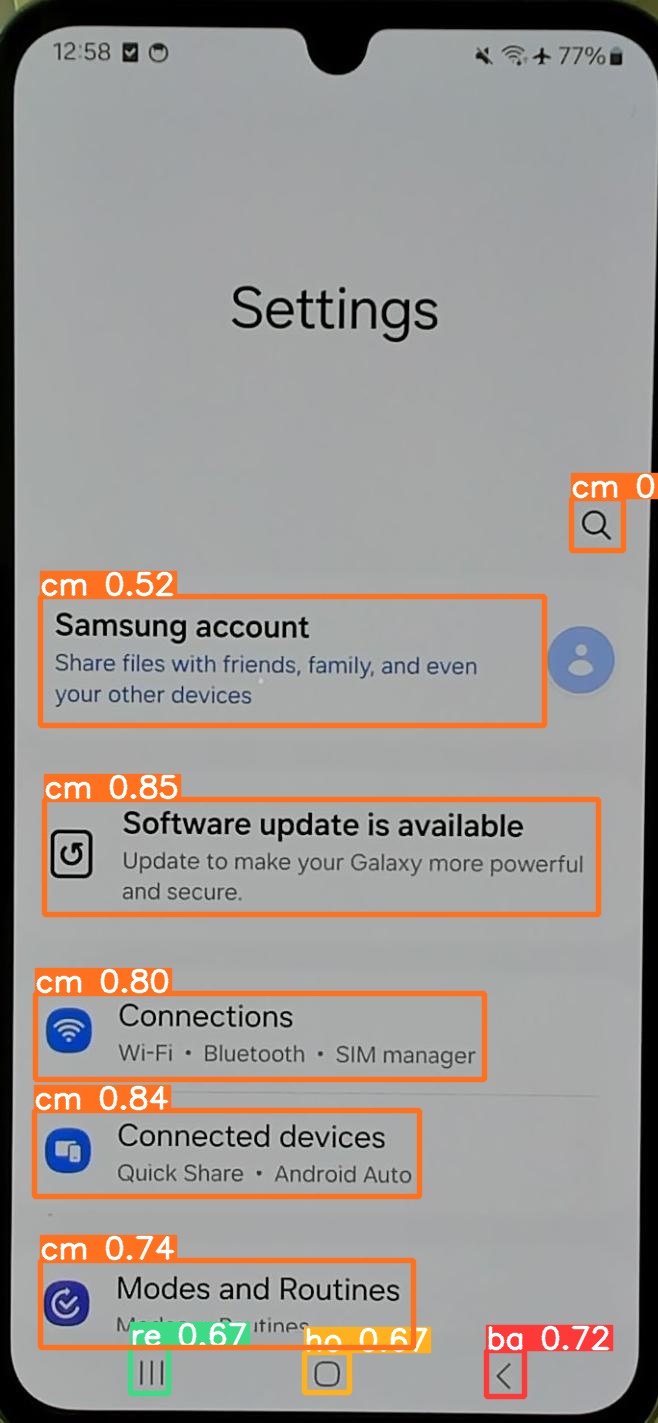 12:58 77%
Settings
cm 0
cm 0.52
Samsung account
Share files with friends, family, and even
your other devices
cm 0.85
Software update is available
Update to make your Galaxy more powerful
and secure.
cm 0.80
Connections
Wi-Fi • Bluetooth • SIM manager
cm 0.84
Connected devices
Quick Share • Android Auto
cm 0.74
Modes and Routines
re 0.67 ho 0.67 ba 0.72